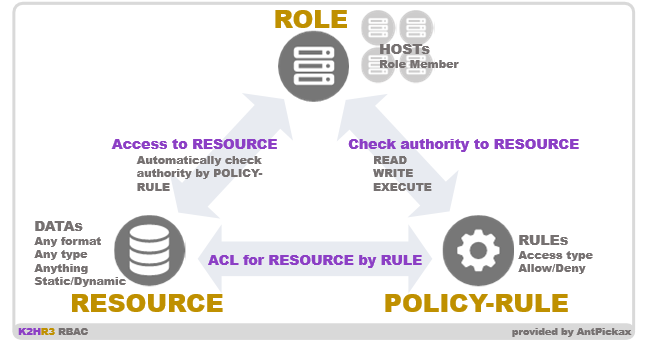 ROLE
HOSTs
Role Member
Access to RESOURCE
Automatically check
authority by POLICY-
RULE
Check authority to RESOURCE
READ
WRITE
EXECUTE
DATAs
Any format
Any type
Anything
Static/Dynamic
RESOURCE
ACL for RESOURCE by RULE
RULEs
Access type
Allow/Deny
POLICY-RULE
K2HR3 RBAC
provided by AntPickax